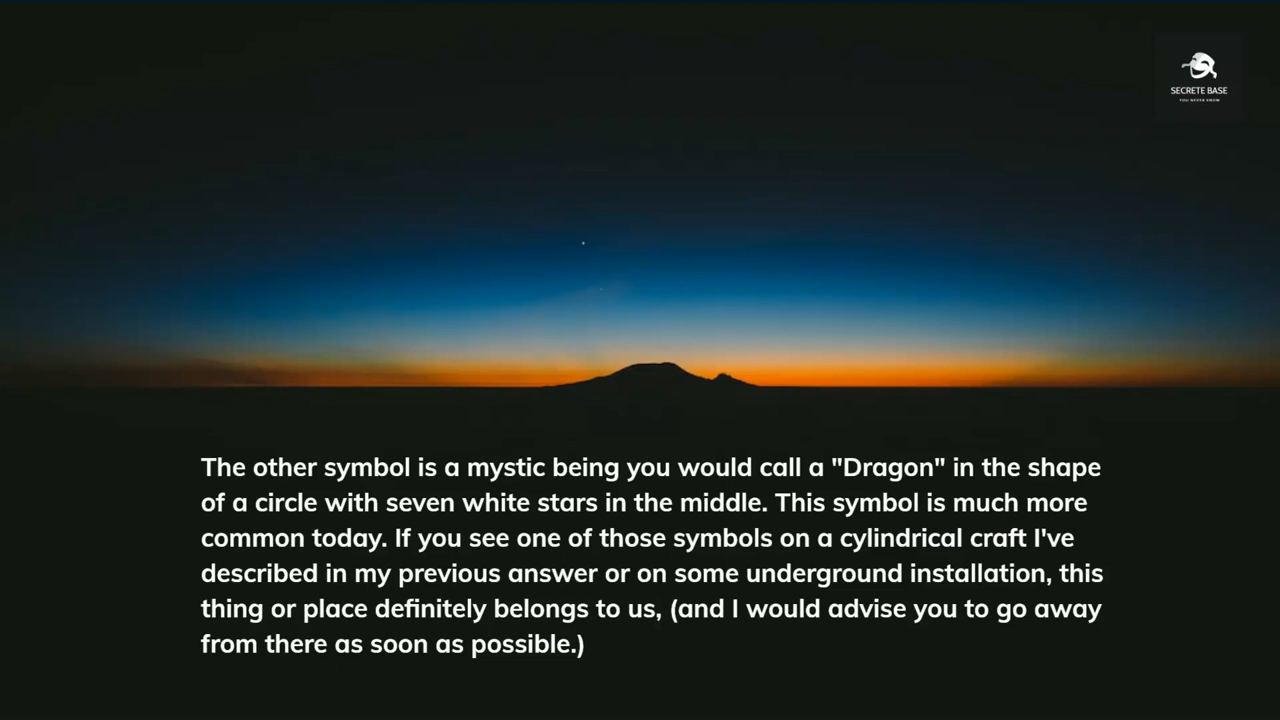 SECRETE BASE
YOU NEVER KNOW
The other symbol is a mystic being you would call a "Dragon" in the shape
of a circle with seven white stars in the middle. This symbol is much more
common today. If you see one of those symbols on a cylindrical craft I've
described in my previous answer or on some underground installation, this
thing or place definitely belongs to us, (and I would advise you to go away
from there as soon as possible.)